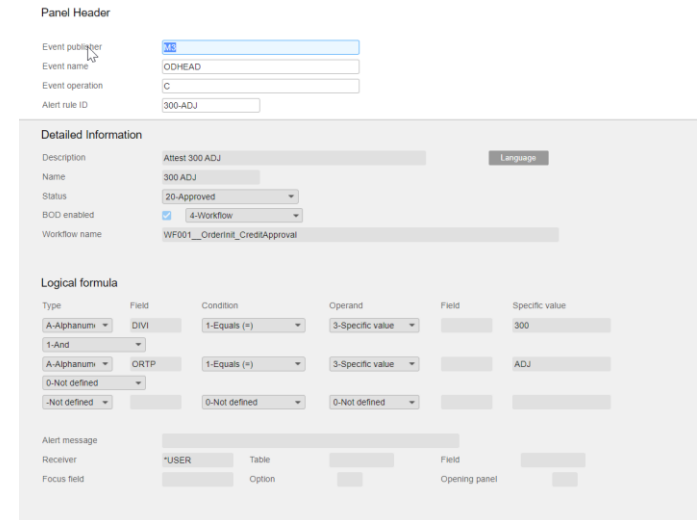 Panel Header
Event publisher M3
Event name ODHEAD
Event operation C
Alert rule ID 300-ADJ
Detailed Information
Description Attest 300 ADJ Language
Name 300 ADJ
Status 20-Approved
BOD enabled 4-Workflow
Workflow name WF001__OrderInit_CreditApproval
Logical formula
Type Field Condition Operand Field Specific value
A-Alphanum DIVI 1-Equals (=) 3-Specific value 300
1-And
A-Alphanum ORTP 1-Equals (=) 3-Specific value ADJ
0-Not defined
-Not defined 0-Not defined 0-Not defined
Alert message
Receiver *USER Table Field
Focus field Option Opening panel